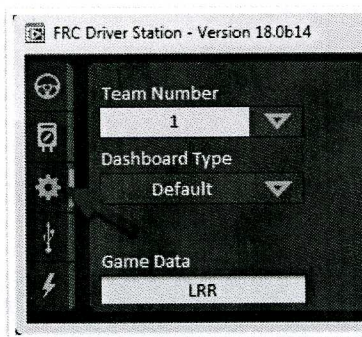 FRC Driver Station - Version 18.0b14
Team Number
1
Dashboard Type
Default
Game Data
LRR